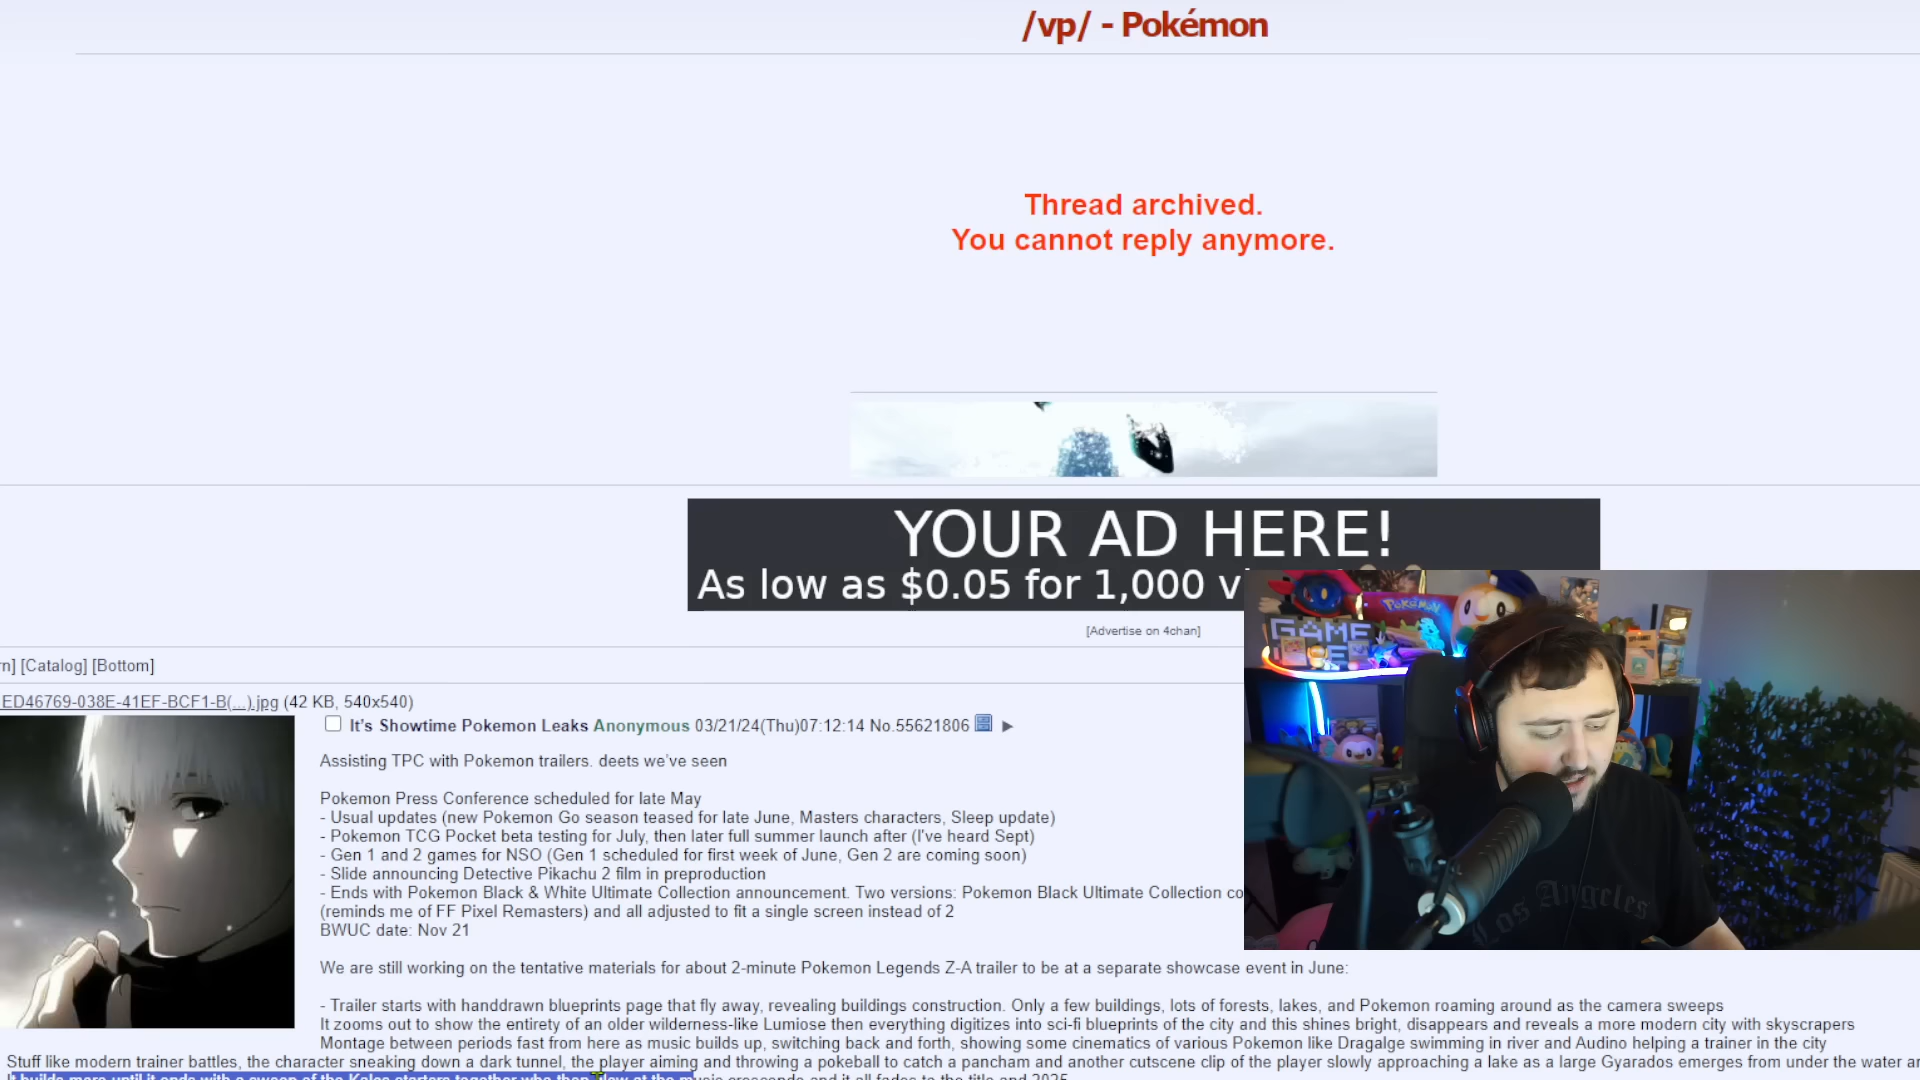 /vp/ - Pokémon
Thread archived.
You cannot reply anymore.
YOUR AD HERE!
As low as $0.05 for 1,000
[Advertise on 4chan]
[Catalog] [Bottom]
ED46769-038E-41EF-BCF1-B(...).jpg (42 KB, 540x540)
It's Showtime Pokemon Leaks Anonymous 03/21/24(Thu)07:12:14 No.55621806
Assisting TPC with Pokemon trailers. deets we've seen
Pokemon Press Conference scheduled for late May
- Usual updates (new Pokemon Go season teased for late June, Masters characters, Sleep update)
- Pokemon TCG Pocket beta testing for July, then later full summer launch after (I've heard Sept)
- Gen 1 and 2 games for NSO (Gen 1 scheduled for first week of June, Gen 2 are coming soon)
- Slide announcing Detective Pikachu 2 film in preproduction
- Ends with Pokemon Black & White Ultimate Collection announcement. Two versions: Pokemon Black Ultimate Collection co
(reminds me of FF Pixel Remasters) and all adjusted to fit a single screen instead of 2
BWUC date: Nov 21
We are still working on the tentative materials for about 2-minute Pokemon Legends Z-A trailer to be at a separate showcase event in June:
- Trailer starts with handdrawn blueprints page that fly away, revealing buildings construction. Only a few buildings, lots of forests, lakes, and Pokemon roaming around as the camera sweeps
It zooms out to show the entirety of an older wilderness-like Lumiose then everything digitizes into sci-fi blueprints of the city and this shines bright, disappears and reveals a more modern city with skyscrapers
Montage between periods fast from here as music builds up, switching back and forth, showing some cinematics of various Pokemon like Dragalge swimming in river and Audino helping a trainer in the city
Stuff like modern trainer battles, the character sneaking down a dark tunnel, the player aiming and throwing a pokeball to catch a pancham and another cutscene clip of the player slowly approaching a lake as a large Gyarados emerges from under the water
POKÉMON
GAME
Los Angeles